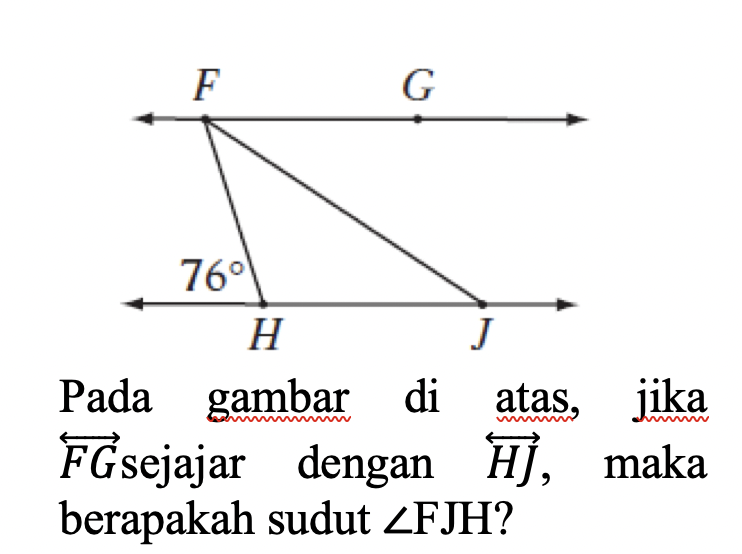 F G
76°
H J
Pada gambar di atas, jika
\overleftrightarrow{FG}sejajar dengan \overleftrightarrow{HJ}, maka
berapakah sudut ∠FJH?